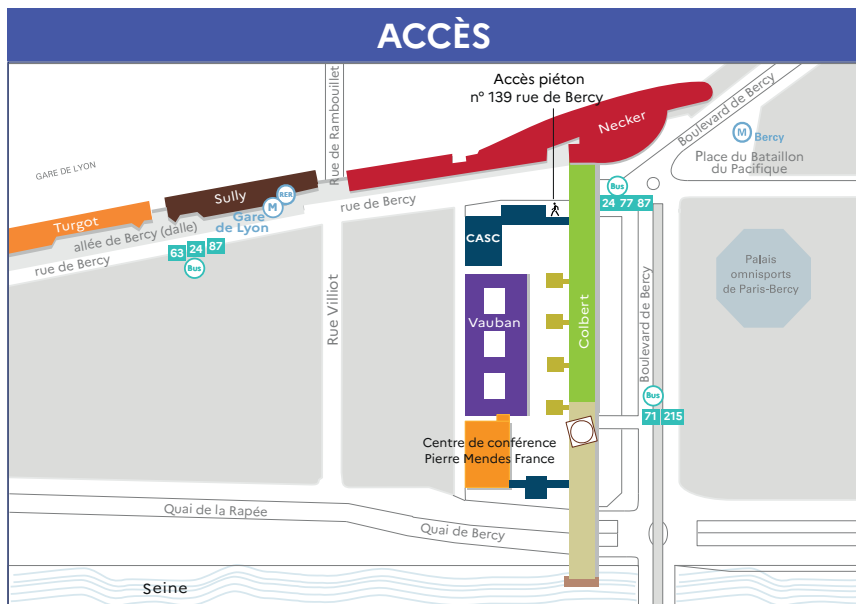 ACCÈS
Accès piéton
n° 139 rue de Bercy
Rue de Rambouillet
Necker
Boulevard de Bercy
M Bercy
Place du Bataillon
du Pacifique
GARE DE LYON
Sully
RER
M
Gare
de Lyon
Turgot
allée de Bercy (dalle)
rue de Bercy
rue de Bercy
63 24 87
Bus
Bus
24 77 87
CASC
Rue Villiot
Vauban
Colbert
Boulevard de Bercy
Palais
omnisports
de Paris-Bercy
Bus
71 215
Centre de conférence
Pierre Mendes France
Quai de la Rapée
Quai de Bercy
Seine